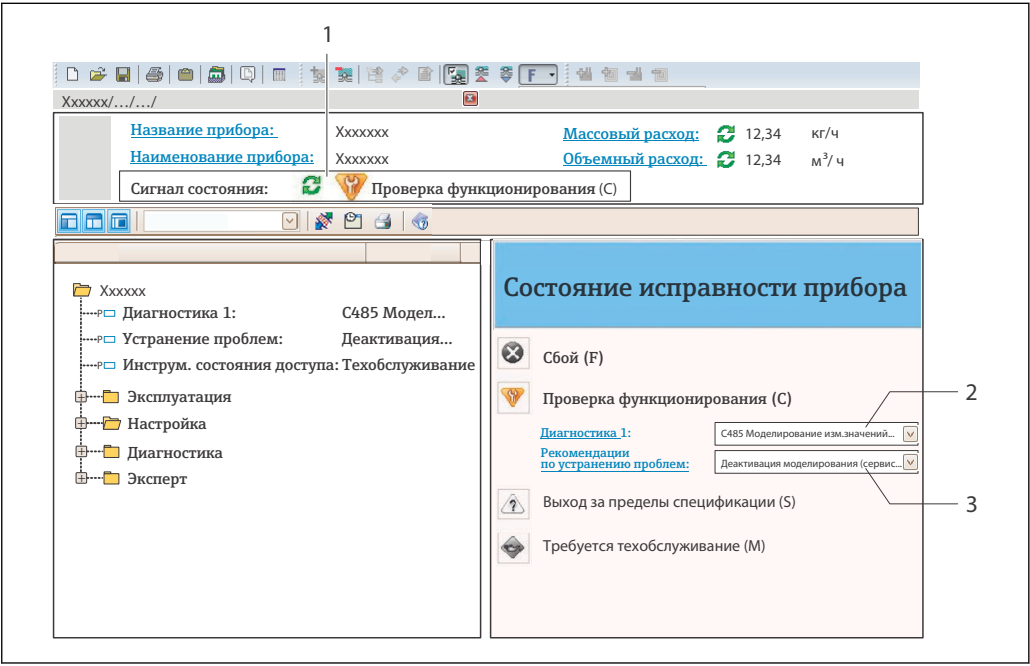 1
F
Xxxxxx/.../.../
Название прибора: Xxxxxxx Массовый расход: 12,34 кг/ч
Наименование прибора: Xxxxxxx Объемный расход: 12,34 м³/ч
Сигнал состояния: Проверка функционирования (C)
Xxxxxx
P Диагностика 1: C485 Модел...
P Устранение проблем: Деактивация...
P Инструм. состояния доступа: Техобслуживание
Эксплуатация
Настройка
Диагностика
Эксперт
Состояние исправности прибора
Сбой (F)
Проверка функционирования (C)
2
Диагностика 1: C485 Моделирование изм.значений...
Рекомендации
по устранению проблем: Деактивация моделирования (сервис...
3
Выход за пределы спецификации (S)
Требуется техобслуживание (M)